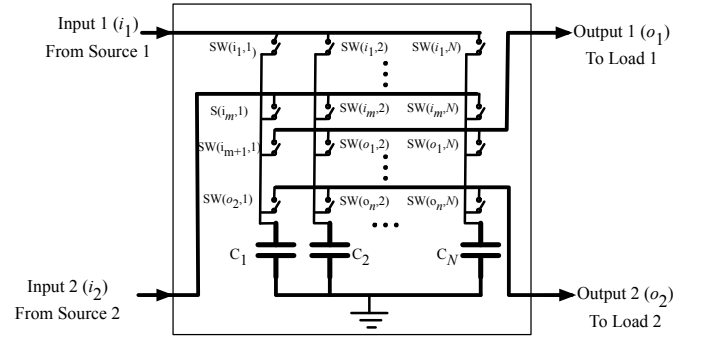 Input 1 (i1)
From Source 1
Output 1 (o1)
To Load 1
SW(i1,1)
SW(i1,2)
SW(i1,N)
S(im,1)
SW(im,2)
SW(im,N)
SW(im+1,1)
SW(o1,2)
SW(o1,N)
SW(o2,1)
SW(on,2)
SW(on,N)
C1
C2
CN
Input 2 (i2)
From Source 2
Output 2 (o2)
To Load 2